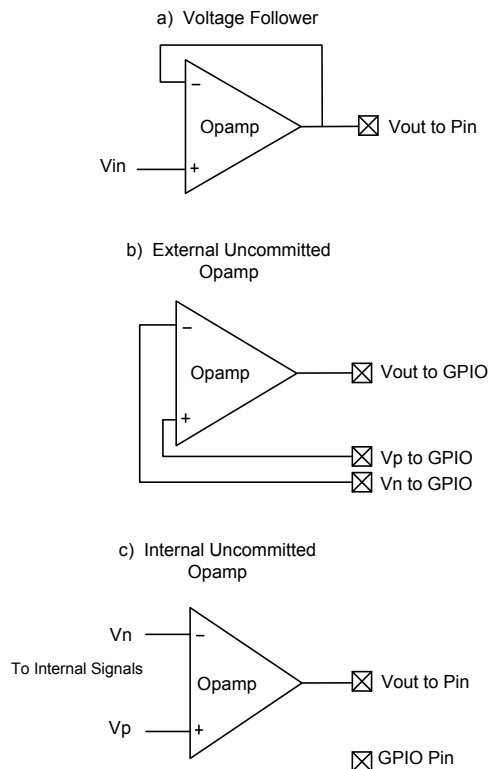 a) Voltage Follower
−
Opamp
Vout to Pin
Vin
+
b) External Uncommitted
Opamp
−
Opamp
Vout to GPIO
+
Vp to GPIO
Vn to GPIO
c) Internal Uncommitted
Opamp
Vn
−
To Internal Signals
Opamp
Vout to Pin
Vp
+
GPIO Pin